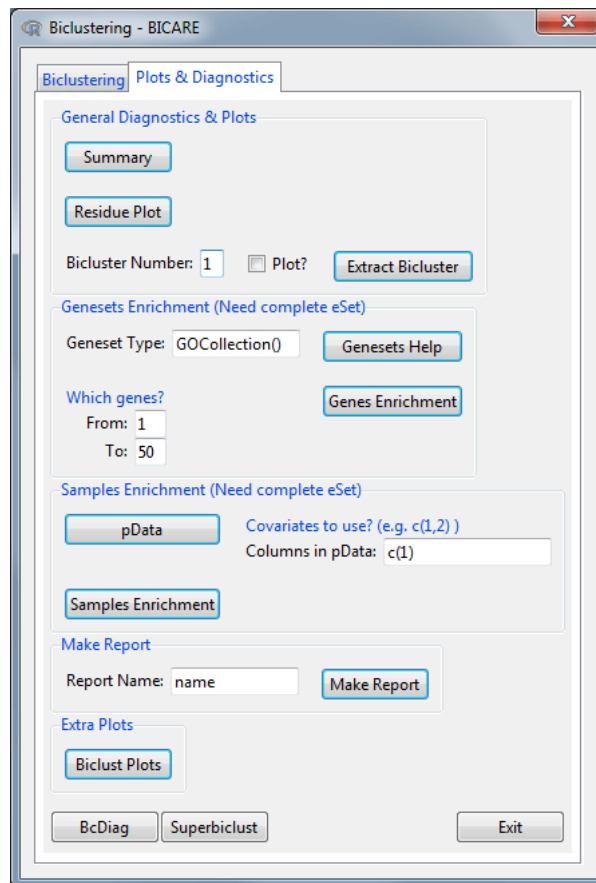 Biclustering - BICARE
Biclustering Plots & Diagnostics
General Diagnostics & Plots
Summary
Residue Plot
Bicluster Number: 1 Plot? Extract Bicluster
Genesets Enrichment (Need complete eSet)
Geneset Type: GOCollection() Genesets Help
Which genes? Genes Enrichment
From: 1
To: 50
Samples Enrichment (Need complete eSet)
pData Covariates to use? (e.g. c(1,2) )
Columns in pData: c(1)
Samples Enrichment
Make Report
Report Name: name Make Report
Extra Plots
Biclust Plots
BcDiag Superbiclust Exit